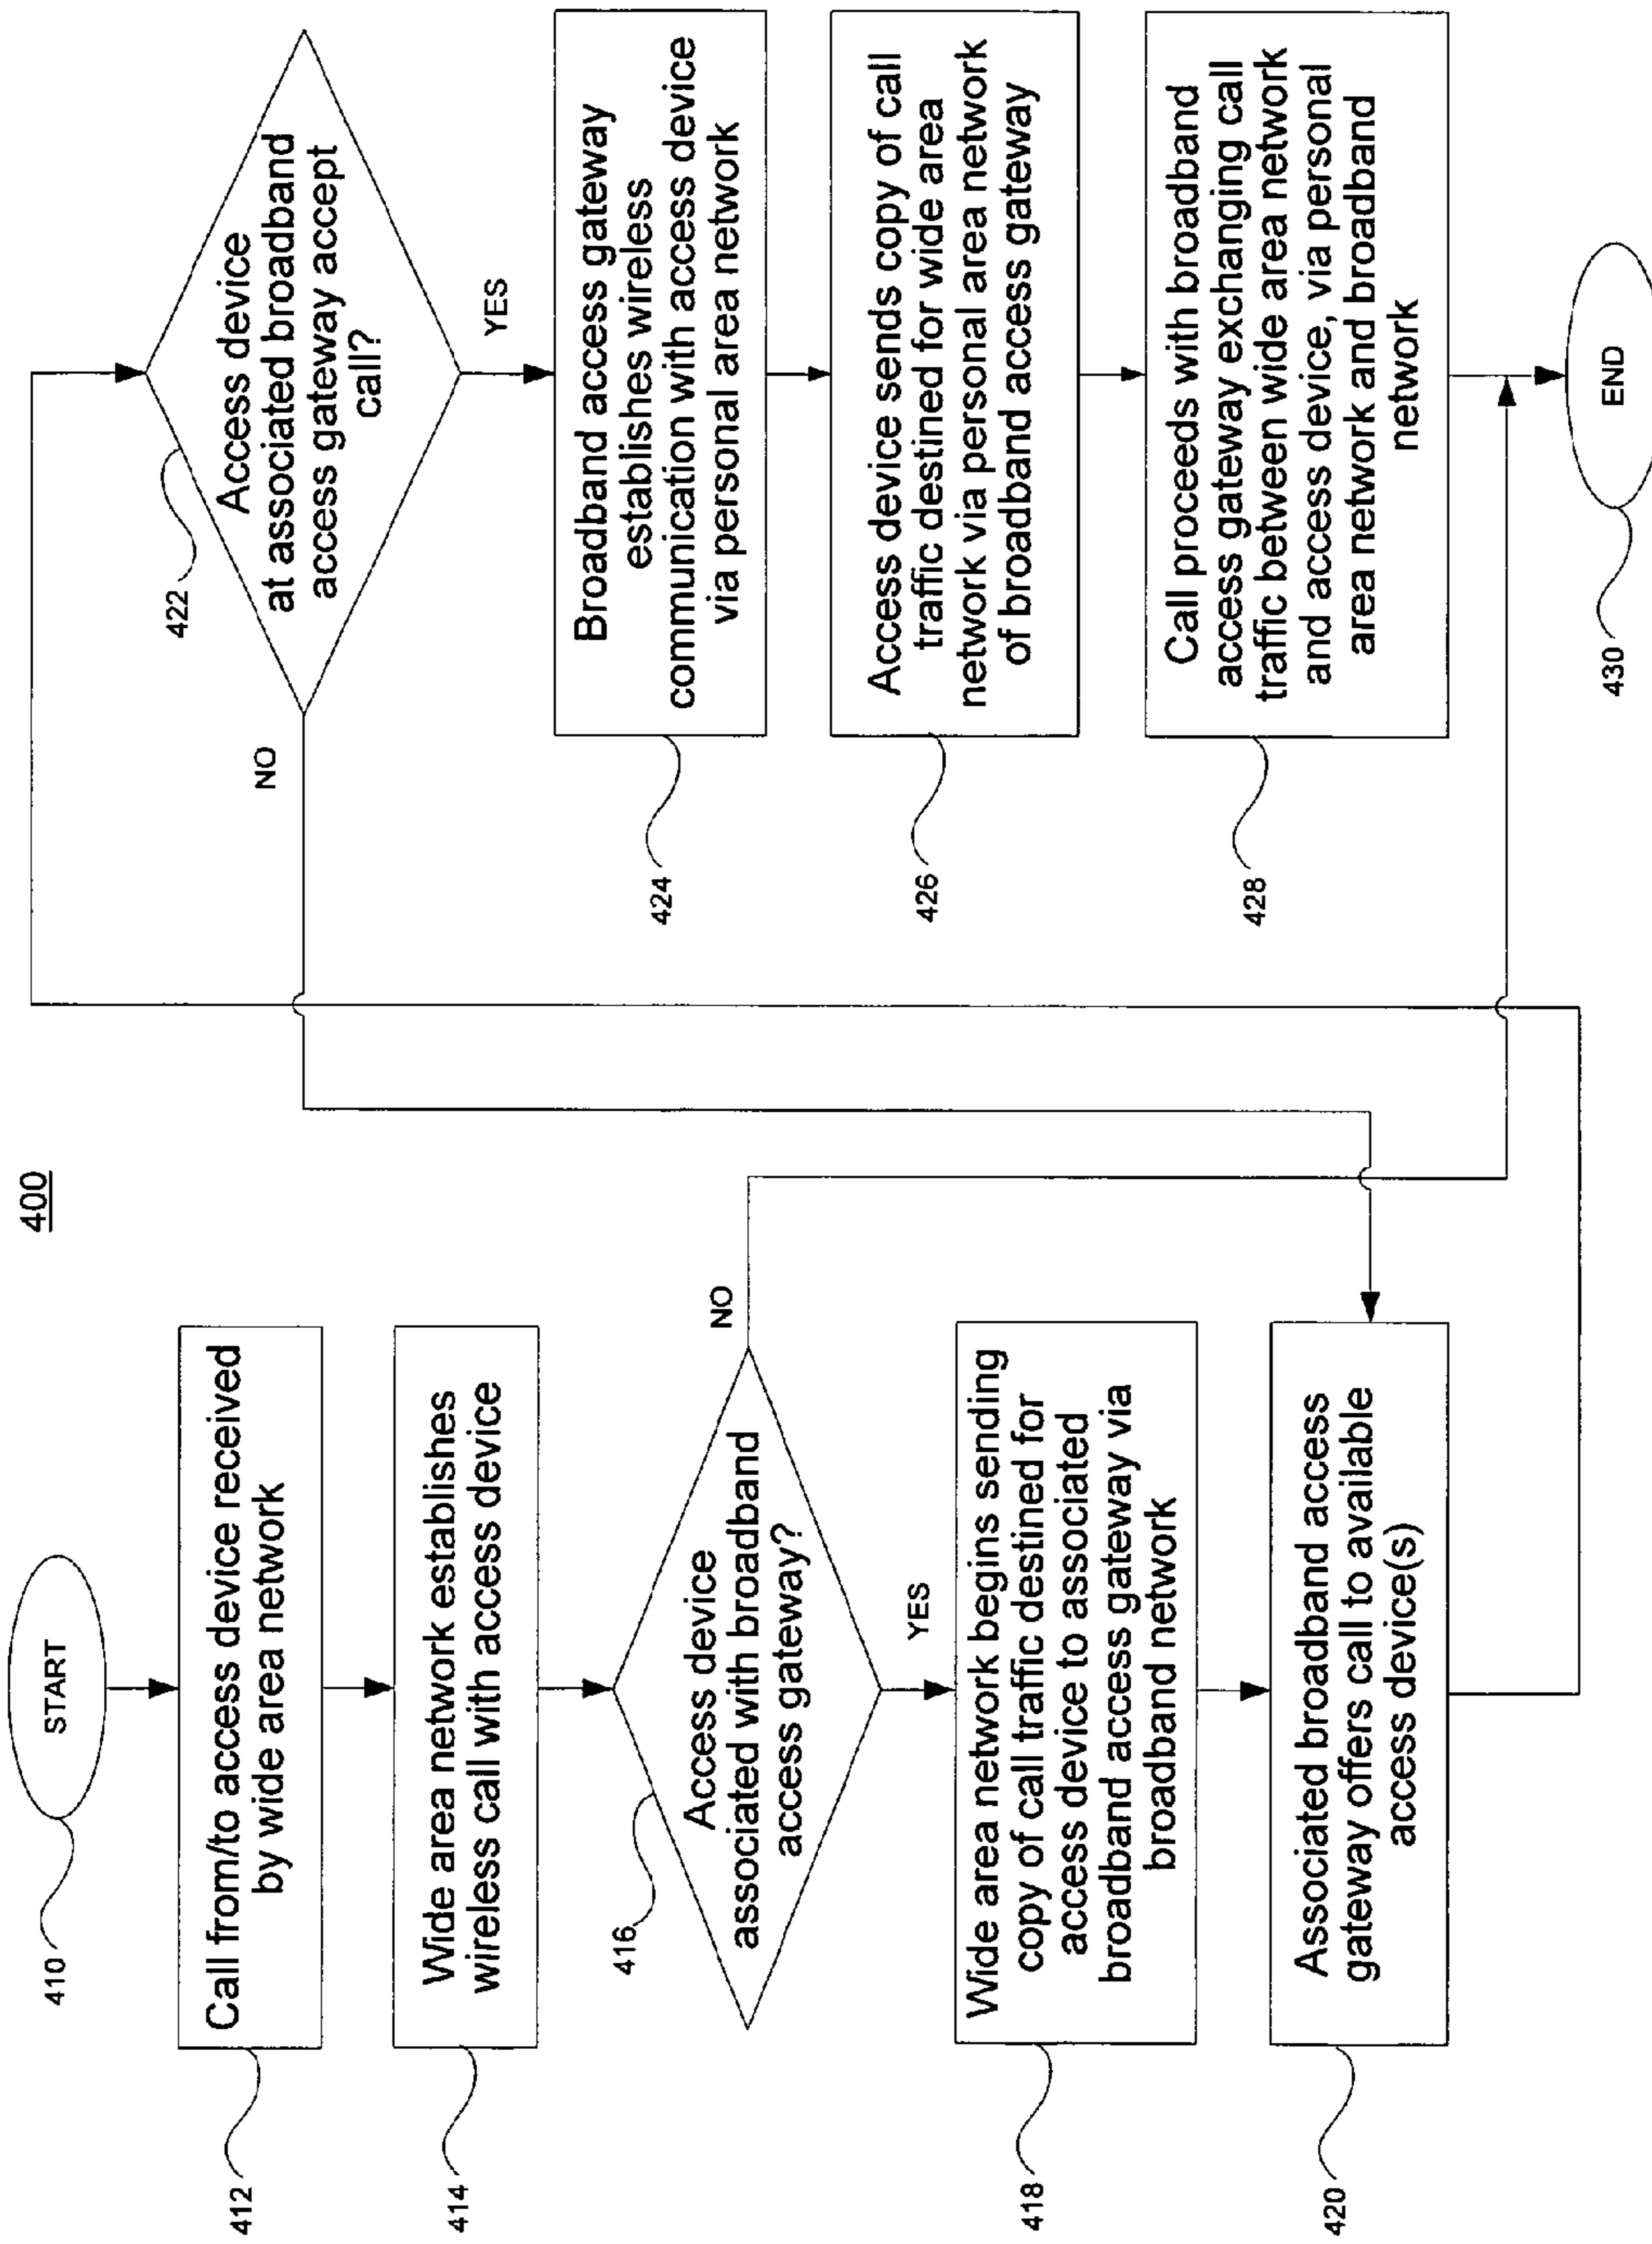 400
START
410
Call from/to access device received
by wide area network
412
Wide area network establishes
wireless call with access device
414
Access device
associated with broadband
access gateway?
416
NO
YES
Wide area network begins sending
copy of call traffic destined for
access device to associated
broadband access gateway via
broadband network
418
Associated broadband access
gateway offers call to available
access device(s)
420
Access device
at associated broadband
access gateway accept
call?
422
NO
YES
Broadband access gateway
establishes wireless
communication with access device
via personal area network
424
Access device sends copy of call
traffic destined for wide area
network via personal area network
of broadband access gateway
426
Call proceeds with broadband
access gateway exchanging call
traffic between wide area network
and access device, via personal
area network and broadband
network
428
END
430